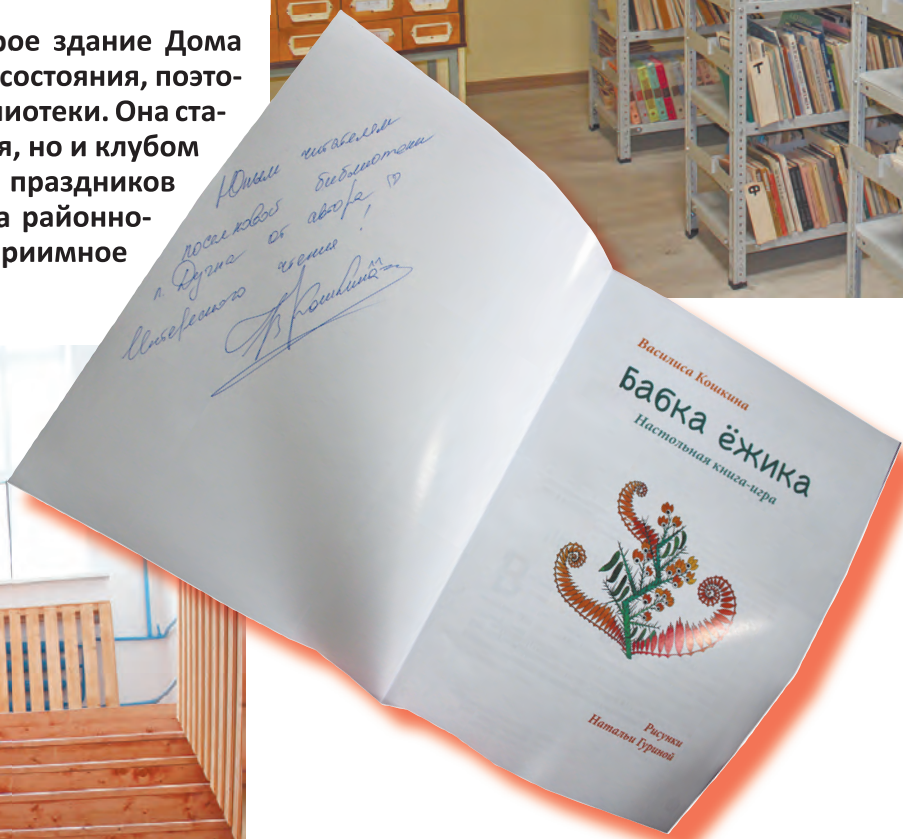 рое здание Дома
состояния, поэто-
лиотеки. Она ста-
я, но и клубом
праздников
а районно-
риимное
Юным читателям
поселковой библиотеки
п. Дугна от автора
Интересного чтения!
Василиса Кошкина
Бабка ёжика
Настольная книга-игра
Рисунки
Натальи Гуриной
Т
Ф